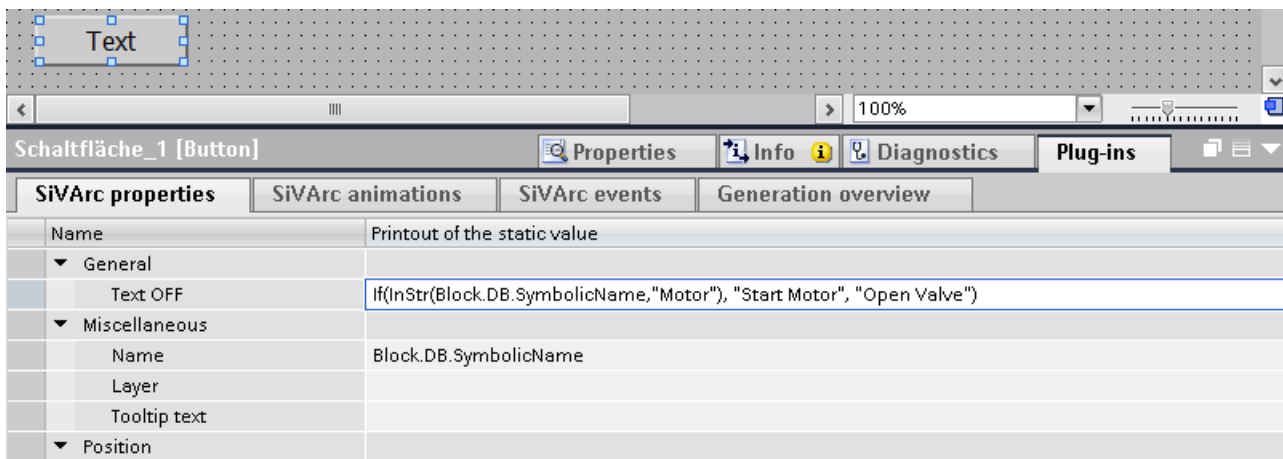 Text
100%
Schaltfläche_1 [Button]
Properties
Info
Diagnostics
Plug-ins
SiVArc properties
SiVArc animations
SiVArc events
Generation overview
Name
Printout of the static value
General
Text OFF
If(InStr(Block.DB.SymbolicName,"Motor"), "Start Motor", "Open Valve")
Miscellaneous
Name
Block.DB.SymbolicName
Layer
Tooltip text
Position